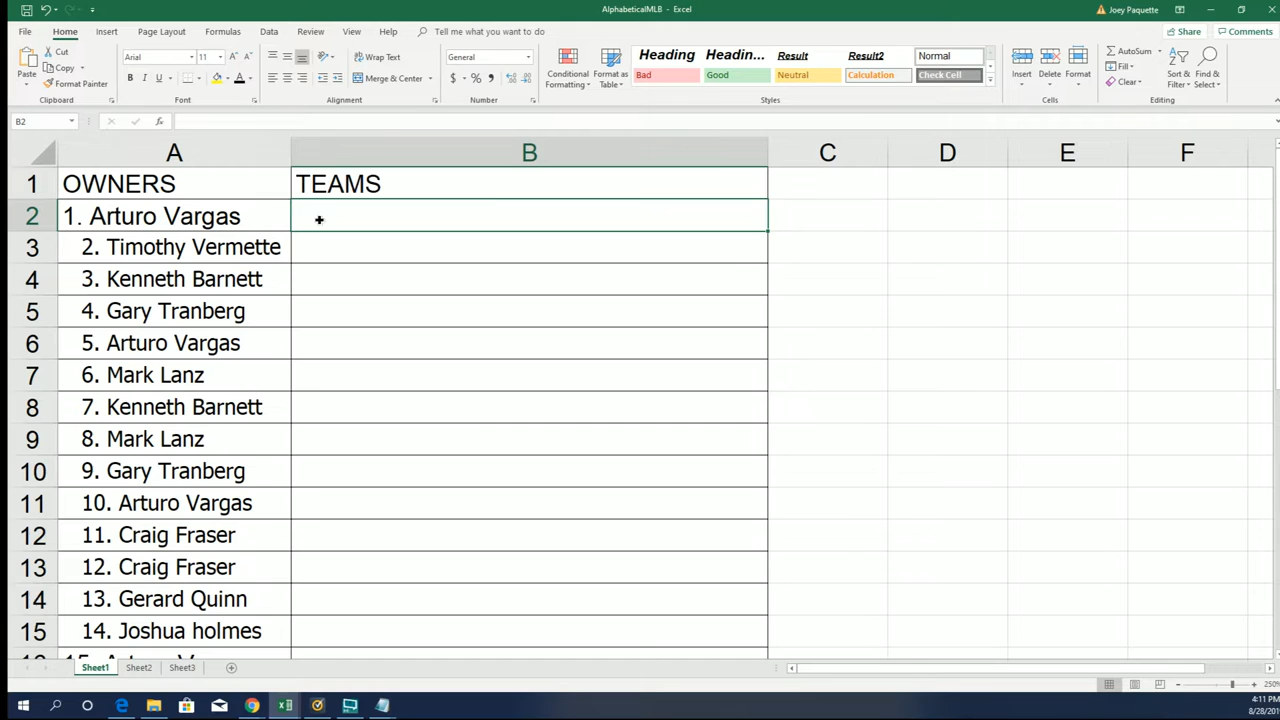 AlphabeticalMLB - Excel
Joey Paquette
File Home Insert Page Layout Formulas Data Review View Help Tell me what you want to do
Share Comments
Paste
Cut
Copy
Format Painter
Clipboard
Arial 11
B I U
Font
Wrap Text
Merge & Center
Alignment
General
$ % ,
Number
Conditional Formatting
Format as Table
Heading Headin... Result Result2 Normal
Bad Good Neutral Calculation Check Cell
Styles
Insert Delete Format
Cells
AutoSum
Fill
Clear
Sort & Filter
Find & Select
Editing
B2
fx
A B C D E F
1 OWNERS TEAMS
2 1. Arturo Vargas
3 2. Timothy Vermette
4 3. Kenneth Barnett
5 4. Gary Tranberg
6 5. Arturo Vargas
7 6. Mark Lanz
8 7. Kenneth Barnett
9 8. Mark Lanz
10 9. Gary Tranberg
11 10. Arturo Vargas
12 11. Craig Fraser
13 12. Craig Fraser
14 13. Gerard Quinn
15 14. Joshua holmes
Sheet1 Sheet2 Sheet3
250%
4:11 PM